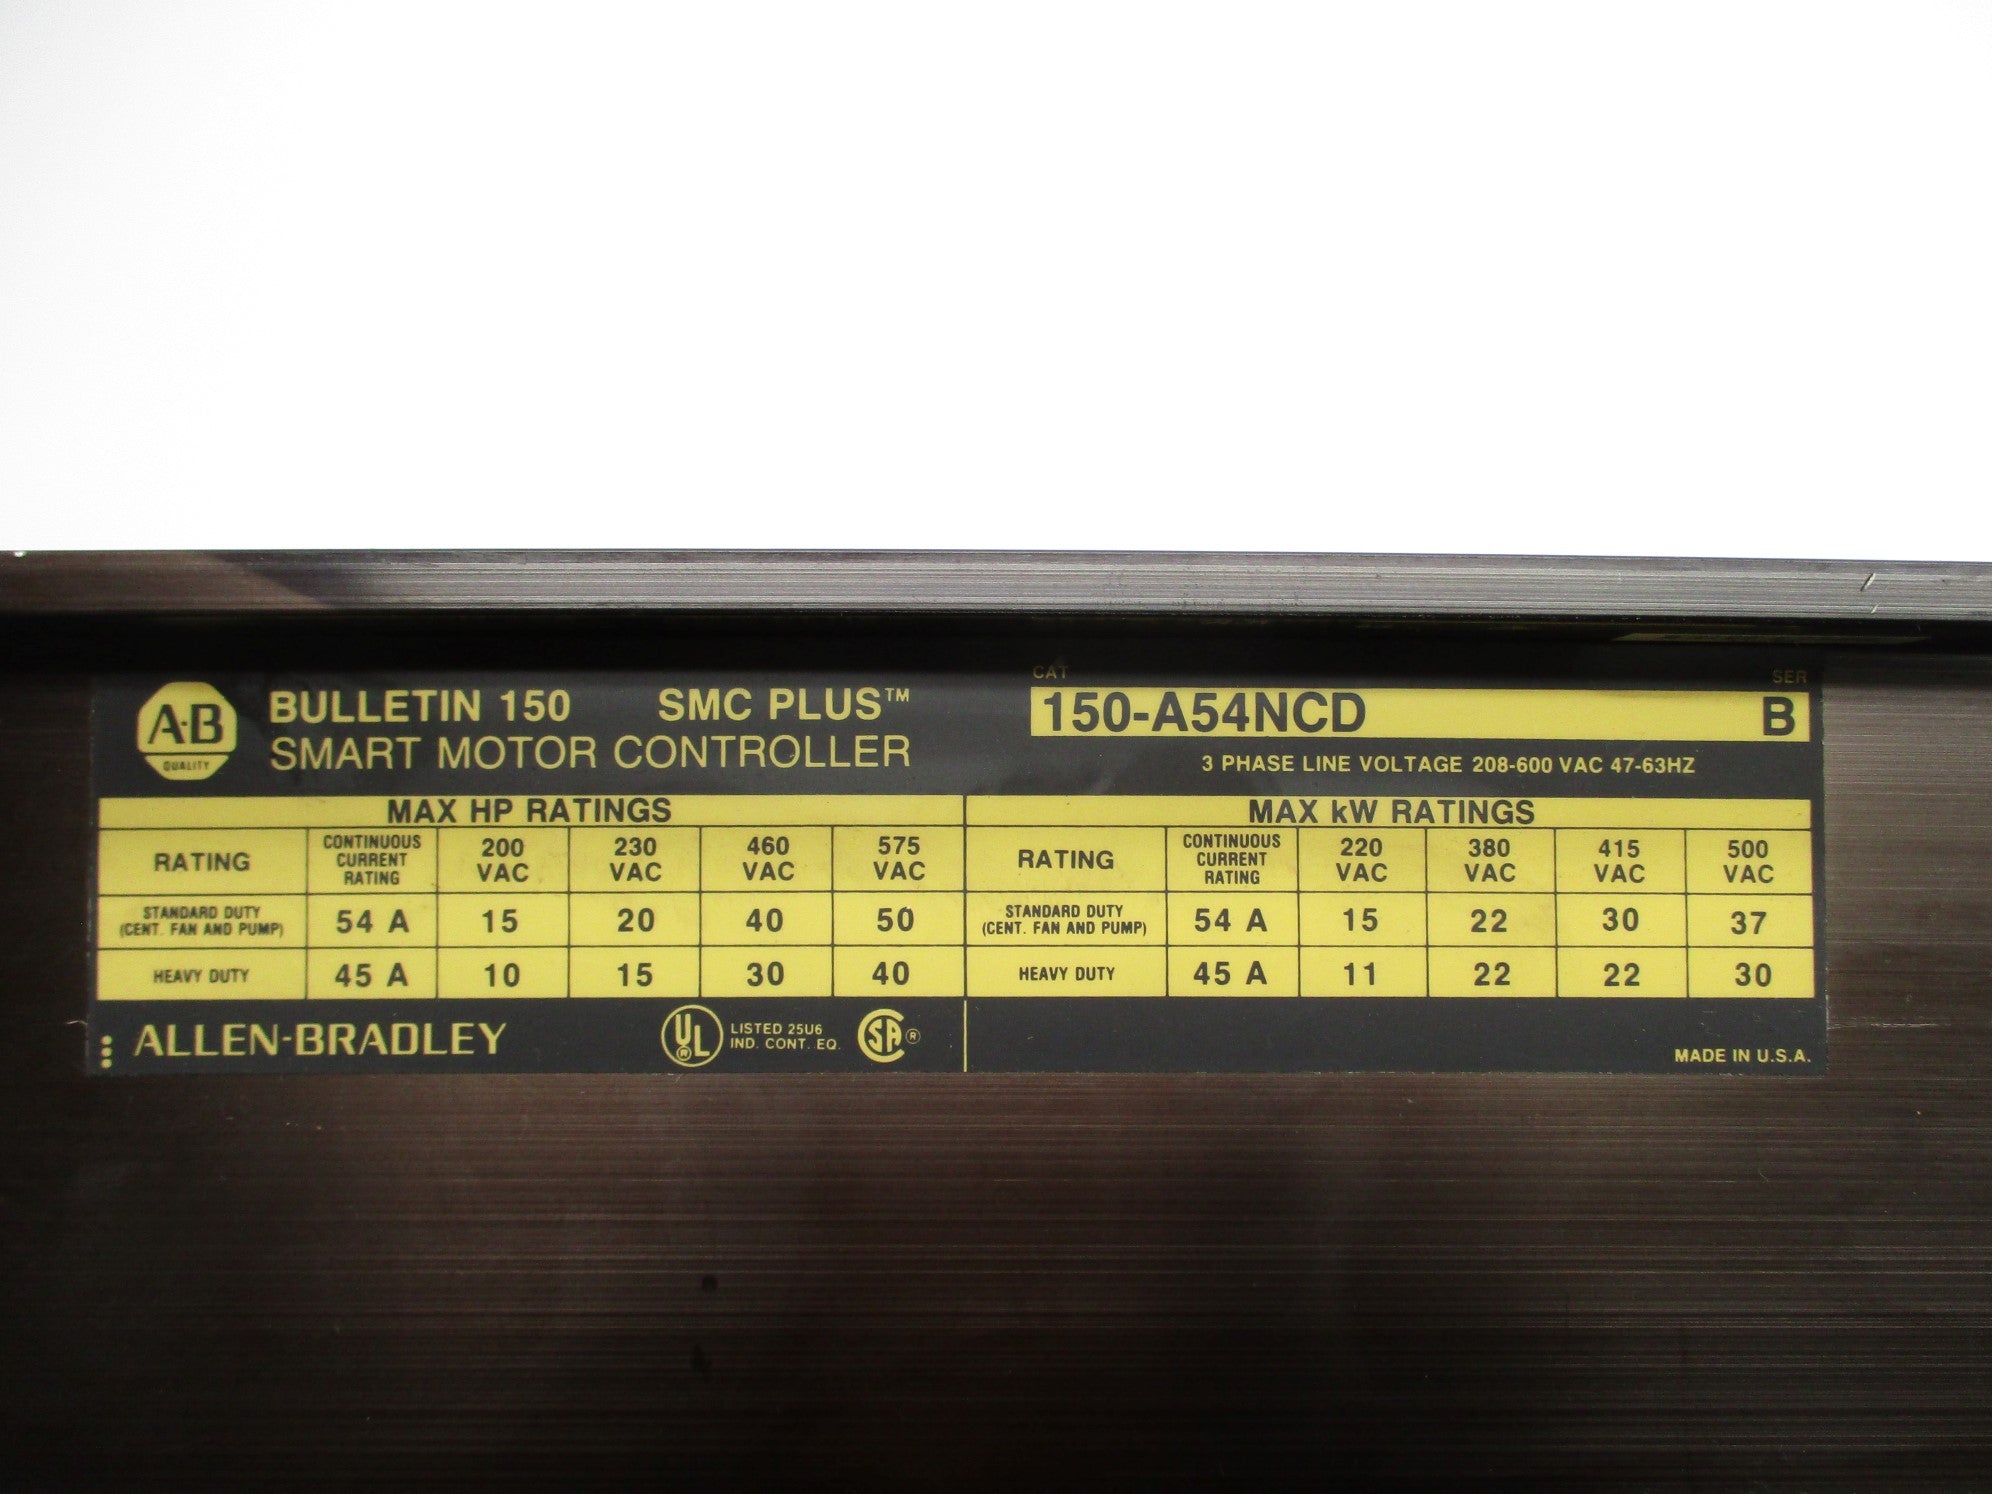 A-B
QUALITY
BULLETIN 150 SMC PLUS™
SMART MOTOR CONTROLLER
CAT SER
150-A54NCD B
3 PHASE LINE VOLTAGE 208-600 VAC 47-63HZ
MAX HP RATINGS
RATING CONTINUOUS CURRENT RATING 200 VAC 230 VAC 460 VAC 575 VAC
STANDARD DUTY (CENT. FAN AND PUMP) 54 A 15 20 40 50
HEAVY DUTY 45 A 10 15 30 40
MAX kW RATINGS
RATING CONTINUOUS CURRENT RATING 220 VAC 380 VAC 415 VAC 500 VAC
STANDARD DUTY (CENT. FAN AND PUMP) 54 A 15 22 30 37
HEAVY DUTY 45 A 11 22 22 30
ALLEN-BRADLEY
UL ®
LISTED 25U6
IND. CONT. EQ.
SA ®
MADE IN U.S.A.